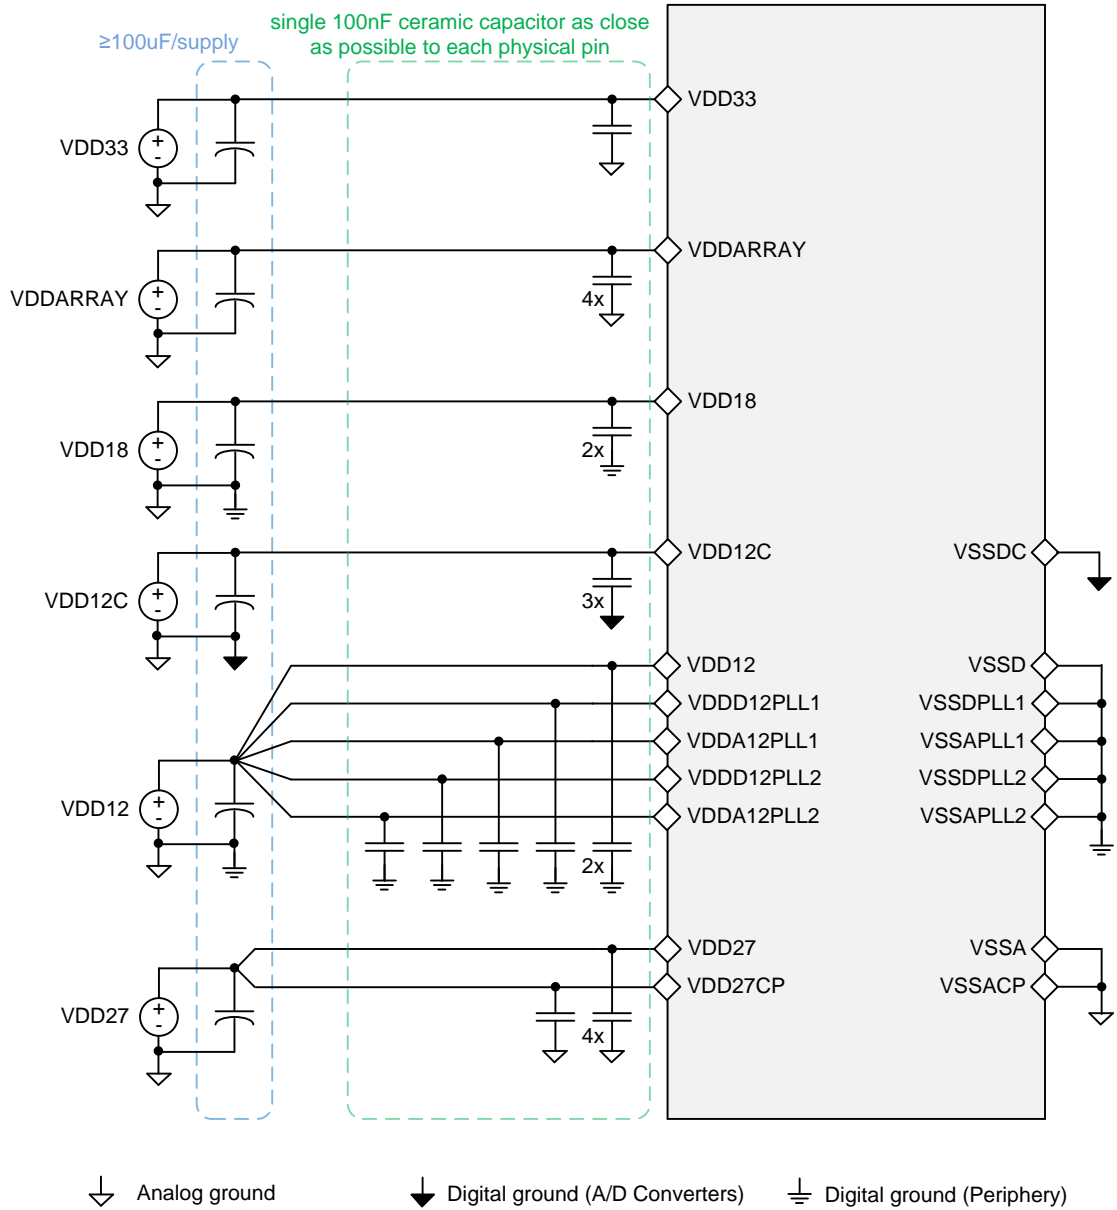 single 100nF ceramic capacitor as close
as possible to each physical pin
≥100uF/supply
VDD33
+
-
VDD33
VDDARRAY
+
-
VDDARRAY
4x
VDD18
+
-
VDD18
2x
VDD12C
+
-
VDD12C
3x
VSSDC
VDD12
VSSD
VDDD12PLL1
VSSDPLL1
VDDA12PLL1
VSSAPLL1
VDDD12PLL2
VSSDPLL2
VDD12
+
-
VDDA12PLL2
VSSAPLL2
2x
VDD27
VSSA
VDD27CP
VSSACP
VDD27
+
-
4x
Analog ground
Digital ground (A/D Converters)
Digital ground (Periphery)